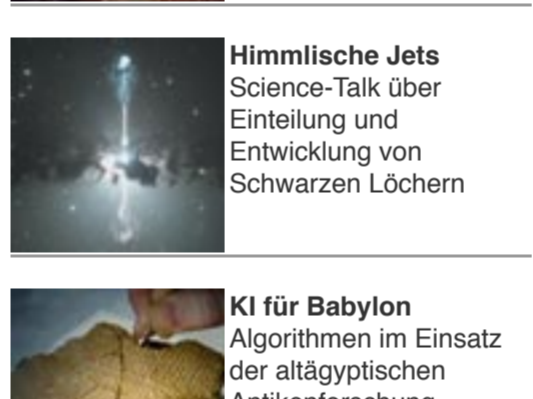 Himmlische Jets
Science-Talk über
Einteilung und
Entwicklung von
Schwarzen Löchern
KI für Babylon
Algorithmen im Einsatz
der altägyptischen
Antikenforschung